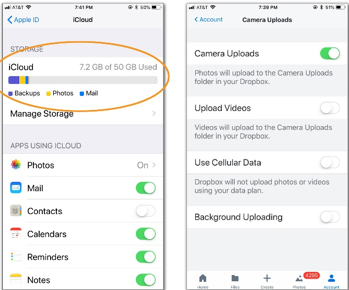 AT&T 7:41 PM 51%
Apple ID iCloud
STORAGE
iCloud 7.2 GB of 50 GB Used
Backups Photos Mail
Manage Storage
APPS USING ICLOUD
Photos On
Mail
Contacts
Calendars
Reminders
Notes
AT&T 7:39 PM 51%
Account Camera Uploads
Camera Uploads
Photos will upload to the Camera Uploads
folder in your Dropbox.
Upload Videos
Videos will upload to the Camera Uploads
folder in your Dropbox.
Use Cellular Data
Dropbox will not upload photos or videos
using your data plan.
Background Uploading
4295
Home Files Create Photos Account